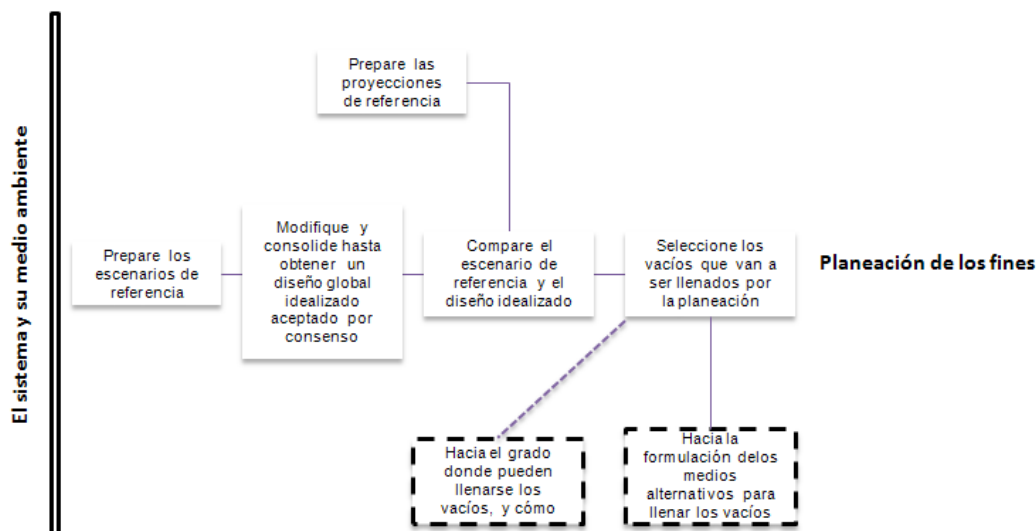 El sistema y su medio ambiente
Prepare las
proyecciones
de referencia
Prepare los
escenarios de
referencia
Modifique y
consolide hasta
obtener un
diseño global
idealizado
aceptado por
consenso
Compare el
escenario de
referencia y el
diseño idealizado
Seleccione los
vacíos que van a
ser llenados por
la planeación
Planeación de los fines
Hacia el grado
donde pueden
llenarse los
vacíos, y cómo
Hacia la
formulación delos
medios
alternativos para
llenar los vacíos